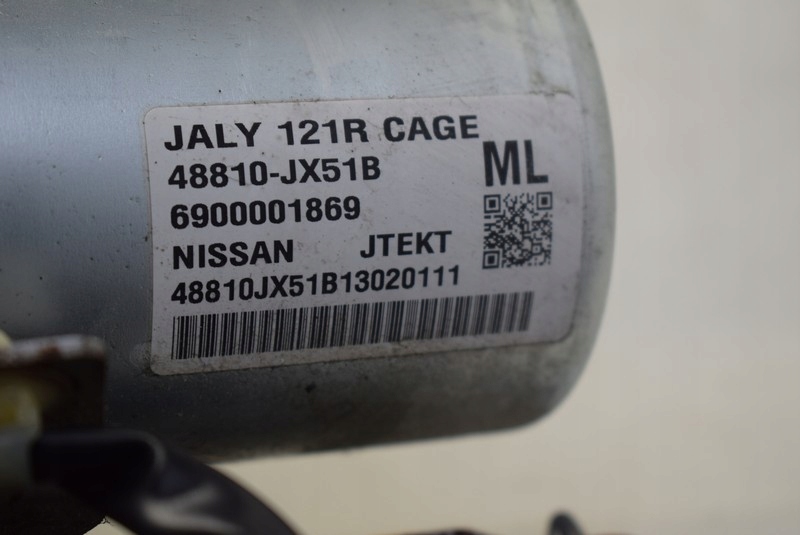 JALY 121R CAGE
48810-JX51B
ML
6900001869
NISSAN JTEKT
48810JX51B13020111